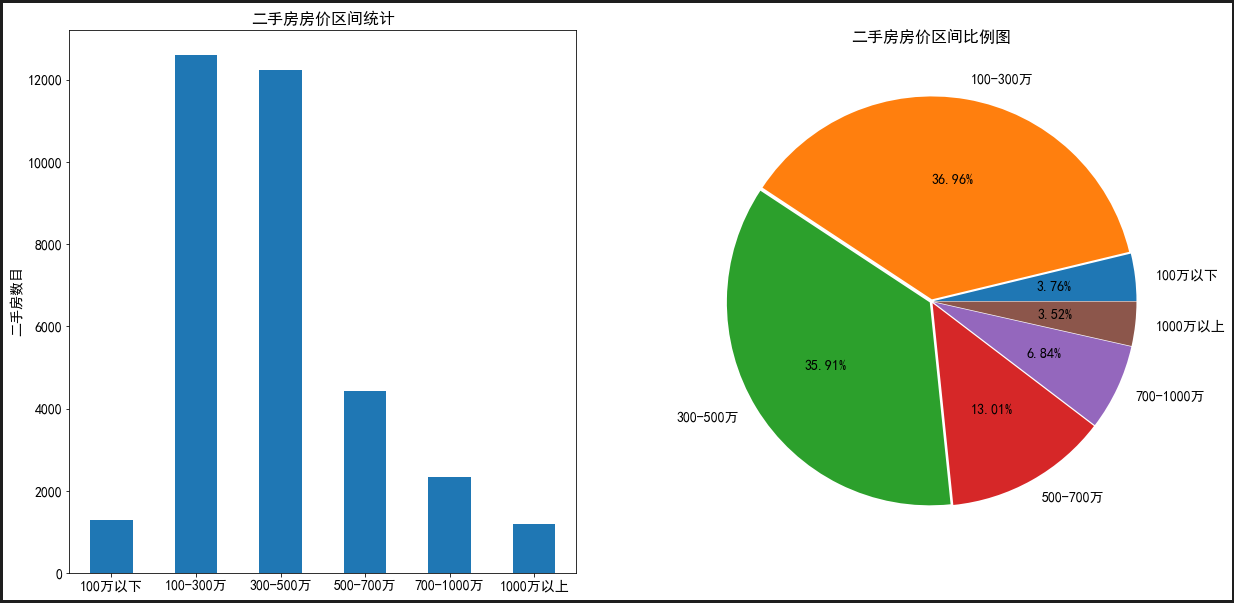 二手房房价区间统计
二手房数目
12000
10000
8000
6000
4000
2000
0
100万以下
100-300万
300-500万
500-700万
700-1000万
1000万以上
二手房房价区间比例图
100-300万
36.96%
100万以下
3.76%
3.52%
1000万以上
6.84%
700-1000万
35.91%
300-500万
13.01%
500-700万